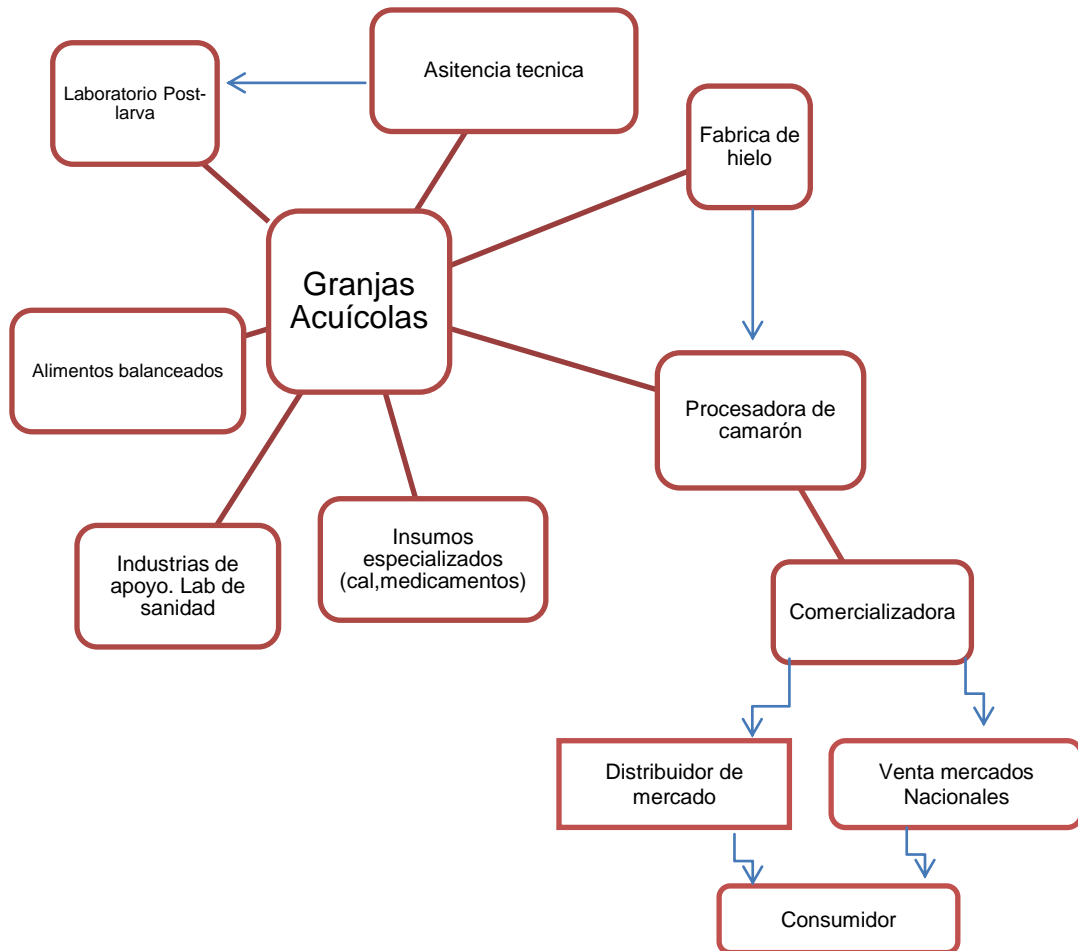 Asitencia tecnica
Laboratorio Post-
larva
Fabrica de
hielo
Granjas
Acuícolas
Alimentos balanceados
Procesadora de
camarón
Industrias de
apoyo. Lab de
sanidad
Insumos
especializados
(cal,medicamentos)
Comercializadora
Distribuidor de
mercado
Venta mercados
Nacionales
Consumidor